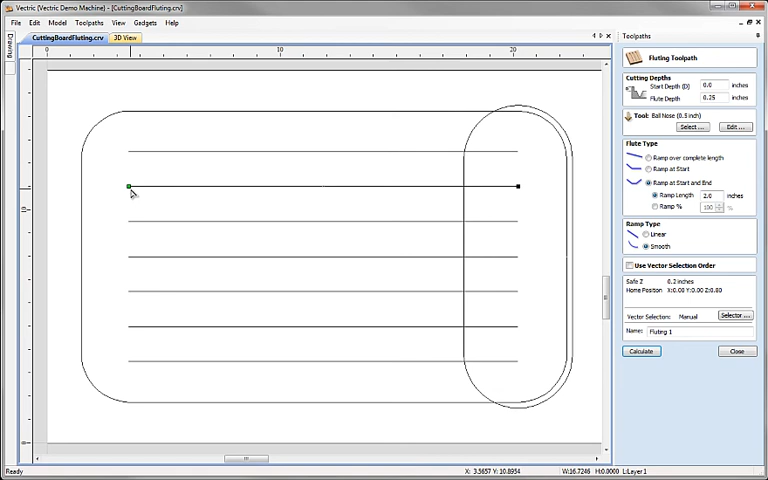 Vectric (Vectric Demo Machine) - [CuttingBoardFluting.crv]
File Edit Model Toolpaths View Gadgets Help
Drawing
CuttingBoardFluting.crv 3D View
0 10 20
Toolpaths
Fluting Toolpath
Cutting Depths
Start Depth (D) 0.0 inches
Flute Depth 0.25 inches
Tool: Ball Nose (0.5 inch)
Select ... Edit ...
Flute Type
Ramp over complete length
Ramp at Start
Ramp at Start and End
Ramp Length 2.0 inches
Ramp % 100 %
Ramp Type
Linear
Smooth
Use Vector Selection Order
Safe Z 0.2 inches
Home Position X:0.00 Y:0.00 Z:0.80
Vector Selection: Manual Selector ...
Name: Fluting 1
Calculate Close
Ready X: 3.5657 Y: 10.8954 W:16.7246 H:0.0000 L:Layer 1